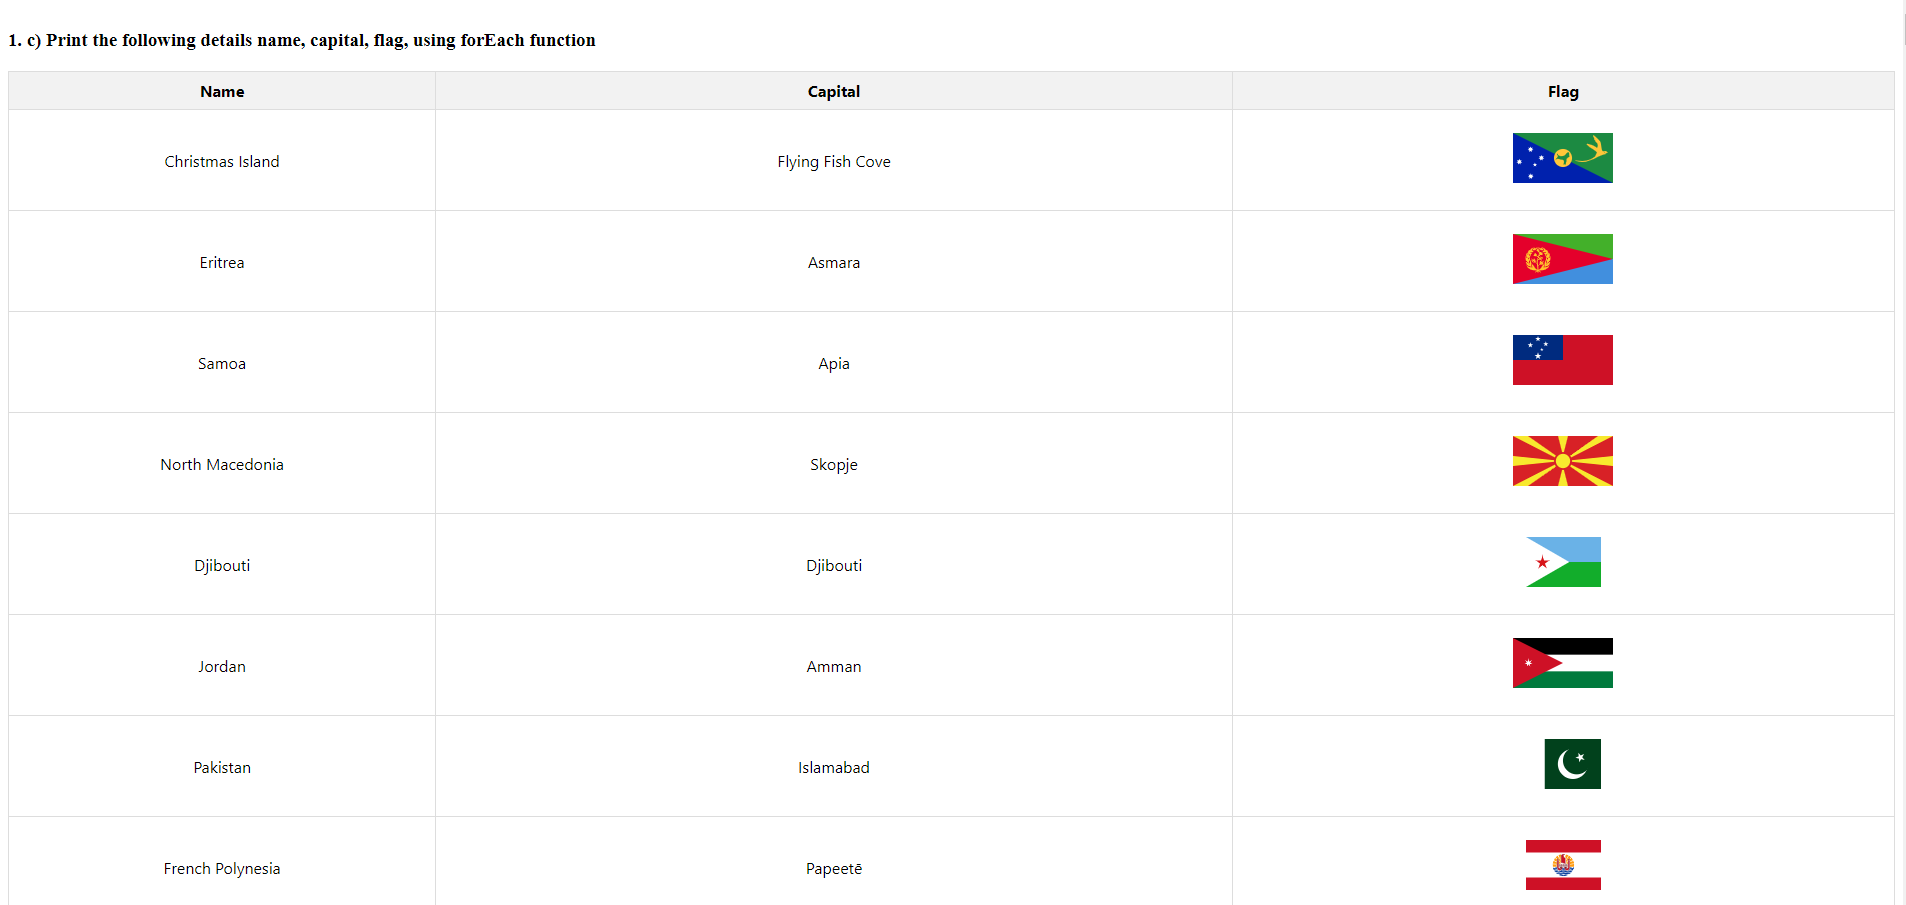 1. c) Print the following details name, capital, flag, using forEach function
Name Capital Flag
Christmas Island Flying Fish Cove
Eritrea Asmara
Samoa Apia
North Macedonia Skopje
Djibouti Djibouti
Jordan Amman
Pakistan Islamabad
French Polynesia Papeetē